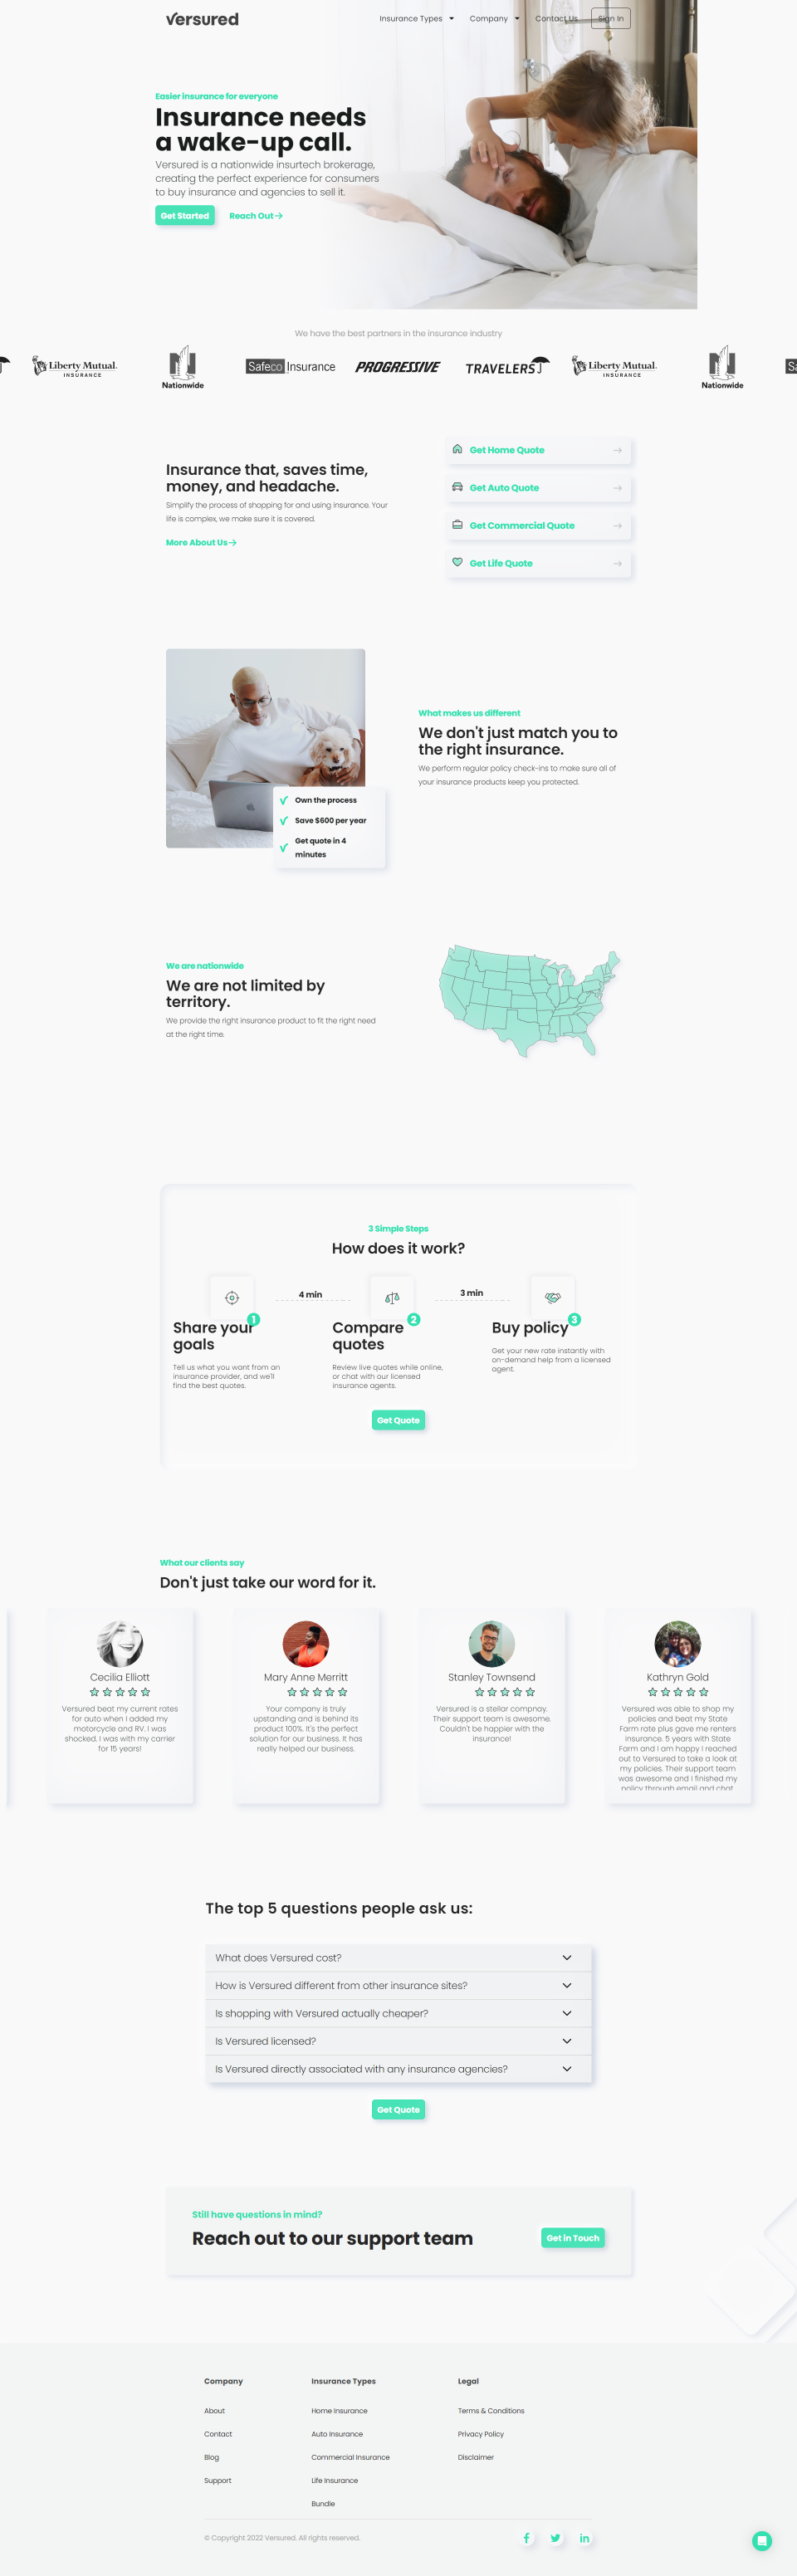 Versured
Insurance Types
Company
Contact Us
Sign In
Easier insurance for everyone
Insurance needs
a wake-up call.
Versured is a nationwide insurtech brokerage,
creating the perfect experience for consumers
to buy insurance and agencies to sell it.
Get Started
Reach Out
We have the best partners in the insurance industry
Liberty Mutual.
INSURANCE
Nationwide
Safeco Insurance
PROGRESSIVE
TRAVELERS
Liberty Mutual.
INSURANCE
Nationwide
Insurance that, saves time,
money, and headache.
Simplify the process of shopping for and using insurance. Your
life is complex, we make sure it is covered.
More About Us
Get Home Quote
Get Auto Quote
Get Commercial Quote
Get Life Quote
Own the process
Save $600 per year
Get quote in 4
minutes
What makes us different
We don't just match you to
the right insurance.
We perform regular policy check-ins to make sure all of
your insurance products keep you protected.
We are nationwide
We are not limited by
territory.
We provide the right insurance product to fit the right need
at the right time.
3 Simple Steps
How does it work?
4 min
3 min
1
Share your
goals
Tell us what you want from an
insurance provider, and we'll
find the best quotes.
2
Compare
quotes
Review live quotes while online,
or chat with our licensed
insurance agents.
3
Buy policy
Get your new rate instantly with
on-demand help from a licensed
agent.
Get Quote
What our clients say
Don't just take our word for it.
Cecilia Elliott
Versured beat my current rates
for auto when I added my
motorcycle and RV. I was
shocked. I was with my carrier
for 15 years!
Mary Anne Merritt
Your company is truly
upstanding and is behind its
product 100%. It's the perfect
solution for our business. It has
really helped our business.
Stanley Townsend
Versured is a stellar compnay.
Their support team is awesome.
Couldn't be happier with the
insurance!
Kathryn Gold
Versured was able to shop my
policies and beat my State
Farm rate plus gave me renters
insurance. 5 years with State
Farm and I am happy I reached
out to Versured to take a look at
my policies. Their support team
was awesome and I finished my
policy through email and chat.
The top 5 questions people ask us:
What does Versured cost?
How is Versured different from other insurance sites?
Is shopping with Versured actually cheaper?
Is Versured licensed?
Is Versured directly associated with any insurance agencies?
Get Quote
Still have questions in mind?
Reach out to our support team
Get in Touch
Company
About
Contact
Blog
Support
Insurance Types
Home Insurance
Auto Insurance
Commercial Insurance
Life Insurance
Bundle
Legal
Terms & Conditions
Privacy Policy
Disclaimer
© Copyright 2022 Versured. All rights reserved.